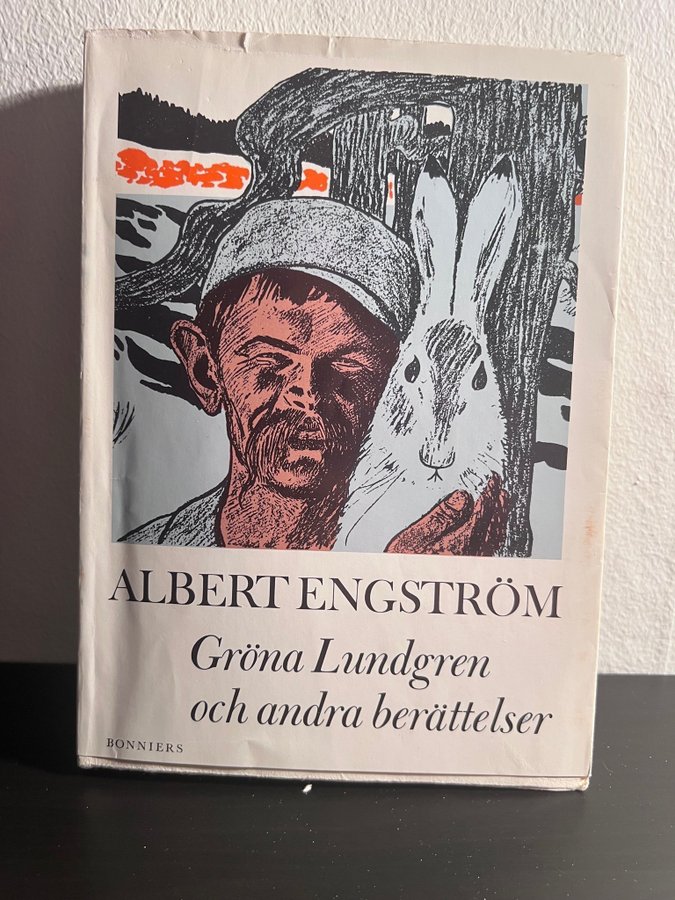 ALBERT ENGSTRÖM
Gröna Lundgren
och andra berättelser
BONNIERS